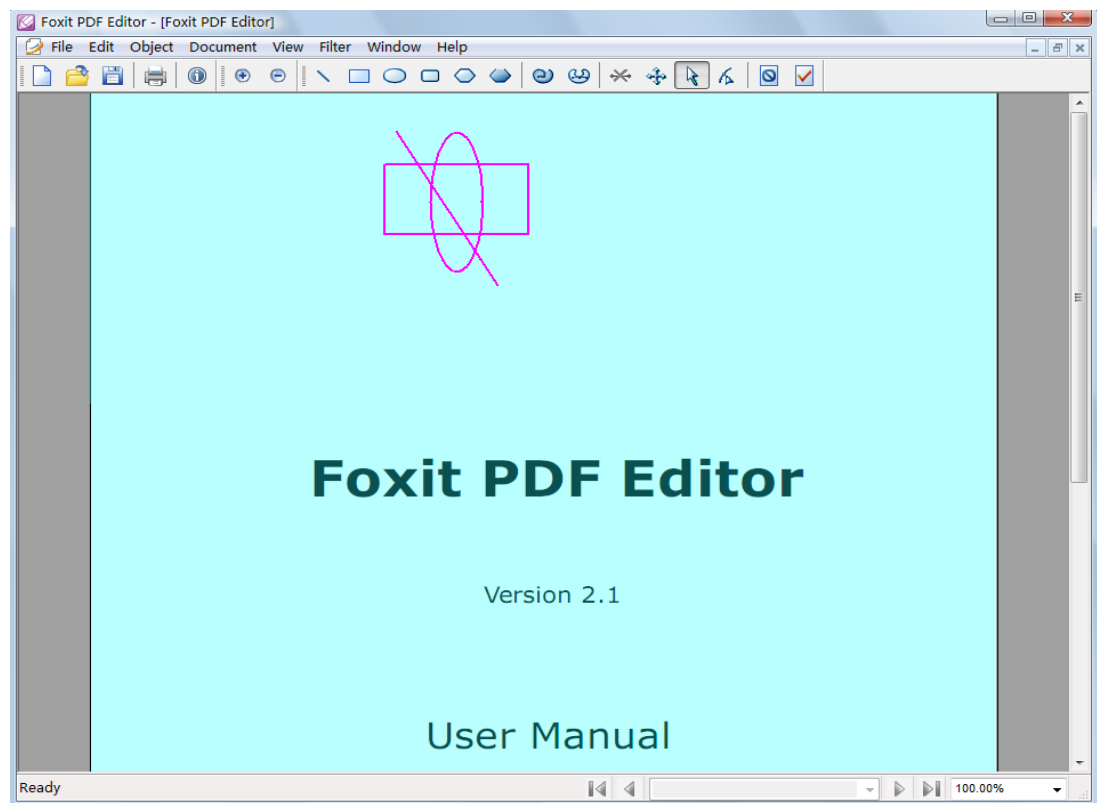 Foxit PDF Editor - [Foxit PDF Editor]
File Edit Object Document View Filter Window Help
Foxit PDF Editor
Version 2.1
User Manual
Ready 100.00%